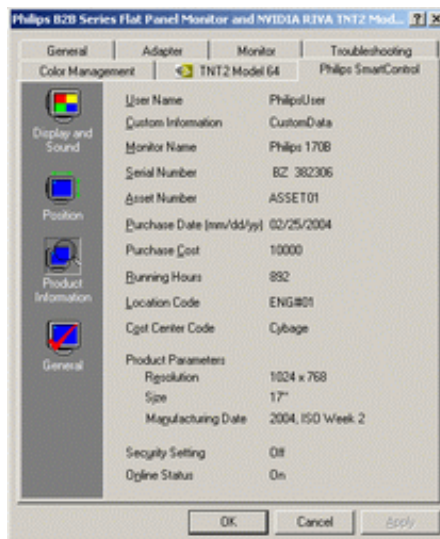 Philips B2B Series Flat Panel Monitor and NVIDIA RIVA TNT2 Mod...
General Adapter Monitor Troubleshooting
Color Management TNT2 Model 64 Philips SmartControl
Display and
Sound
Position
Product
Information
General
User Name PhilipsUser
Custom Information CustomData
Monitor Name Philips 170B
Serial Number BZ 382306
Asset Number ASSET01
Purchase Date (mm/dd/yy) 02/25/2004
Purchase Cost 10000
Running Hours 892
Location Code ENG#01
Cost Center Code Cybage
Product Parameters
Resolution 1024 x 768
Size 17"
Manufacturing Date 2004, ISO Week 2
Security Setting Off
Online Status On
OK Cancel Apply